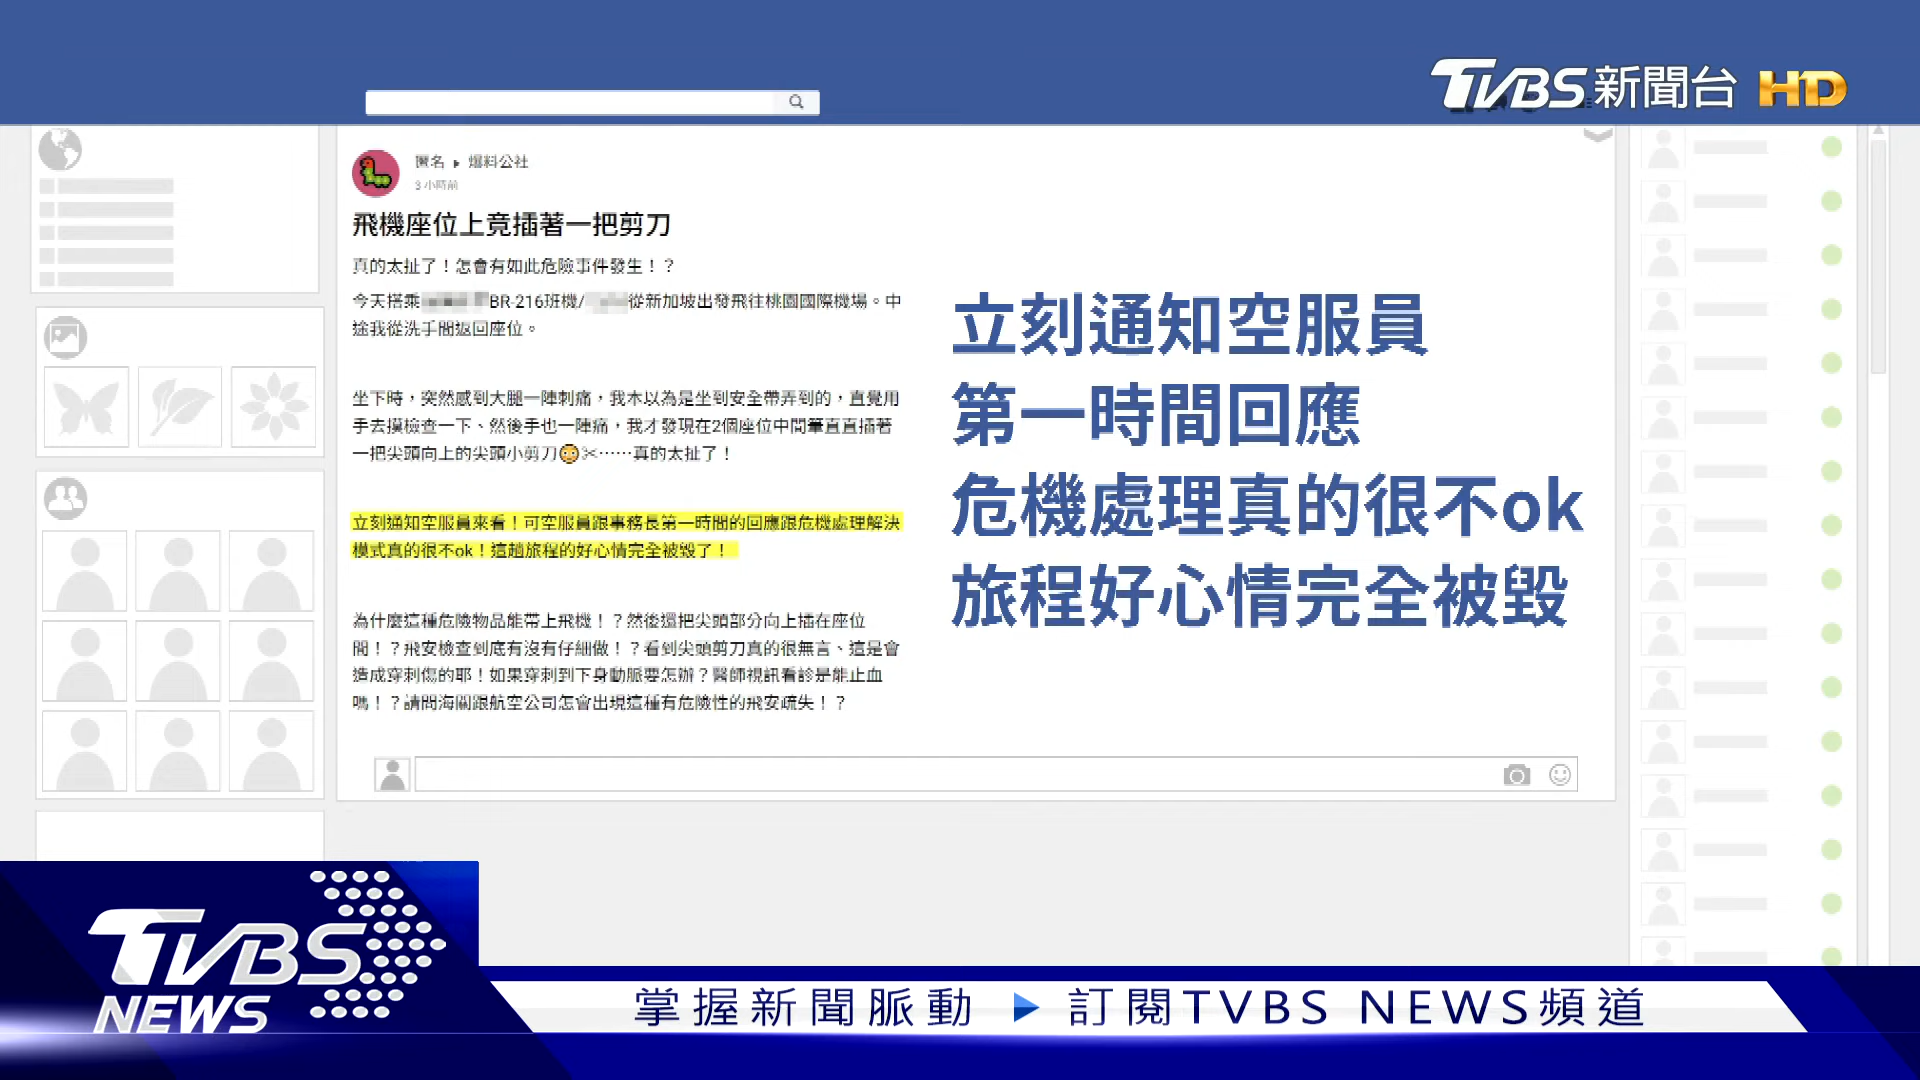 TVBS新聞台 HD
匿名 ▸ 爆料公社
3 小時前
飛機座位上竟插著一把剪刀
真的太扯了！怎會有如此危險事件發生！？
今天搭乘 BR-216班機/ 從新加坡出發飛往桃園國際機場。中
途我從洗手間返回座位。
坐下時，突然感到大腿一陣刺痛，我本以為是坐到安全帶弄到的，直覺用
手去摸檢查一下、然後手也一陣痛，我才發現在2個座位中間筆直直插著
一把尖頭向上的尖頭小剪刀😳✂……真的太扯了！
立刻通知空服員來看！可空服員跟事務長第一時間的回應跟危機處理解決
模式真的很不ok！這趟旅程的好心情完全被毀了！
為什麼這種危險物品能帶上飛機！？然後還把尖頭部分向上插在座位
間！？飛安檢查到底有沒有仔細做！？看到尖頭剪刀真的很無言、這是會
造成穿刺傷的耶！如果穿刺到下身動脈要怎辦？醫師視訊看診是能止血
嗎！？請問海關跟航空公司怎會出現這種有危險性的飛安疏失！？
立刻通知空服員
第一時間回應
危機處理真的很不ok
旅程好心情完全被毀
TVBS
NEWS
掌握新聞脈動 ▶ 訂閱TVBS NEWS頻道